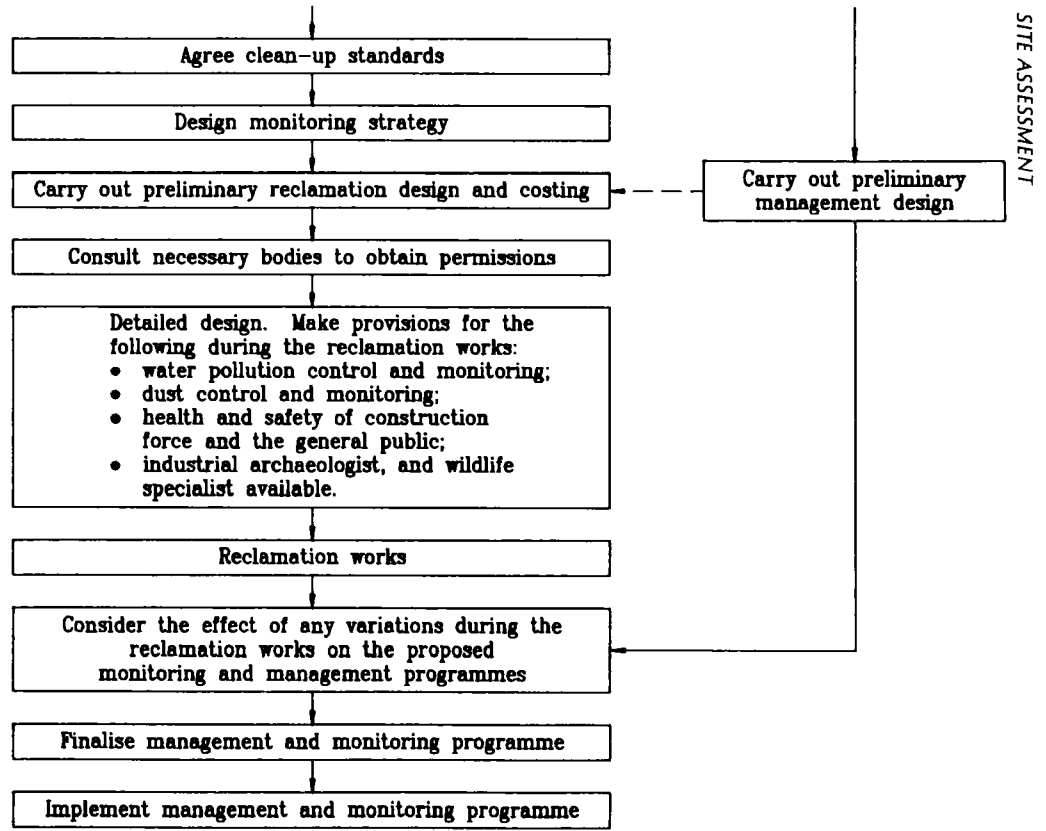 SITE ASSESSMENT
Agree clean-up standards
Design monitoring strategy
Carry out preliminary reclamation design and costing
Carry out preliminary
management design
Consult necessary bodies to obtain permissions
Detailed design. Make provisions for the
following during the reclamation works:
• water pollution control and monitoring;
• dust control and monitoring;
• health and safety of construction
force and the general public;
• industrial archaeologist, and wildlife
specialist available.
Reclamation works
Consider the effect of any variations during the
reclamation works on the proposed
monitoring and management programmes
Finalise management and monitoring programme
Implement management and monitoring programme